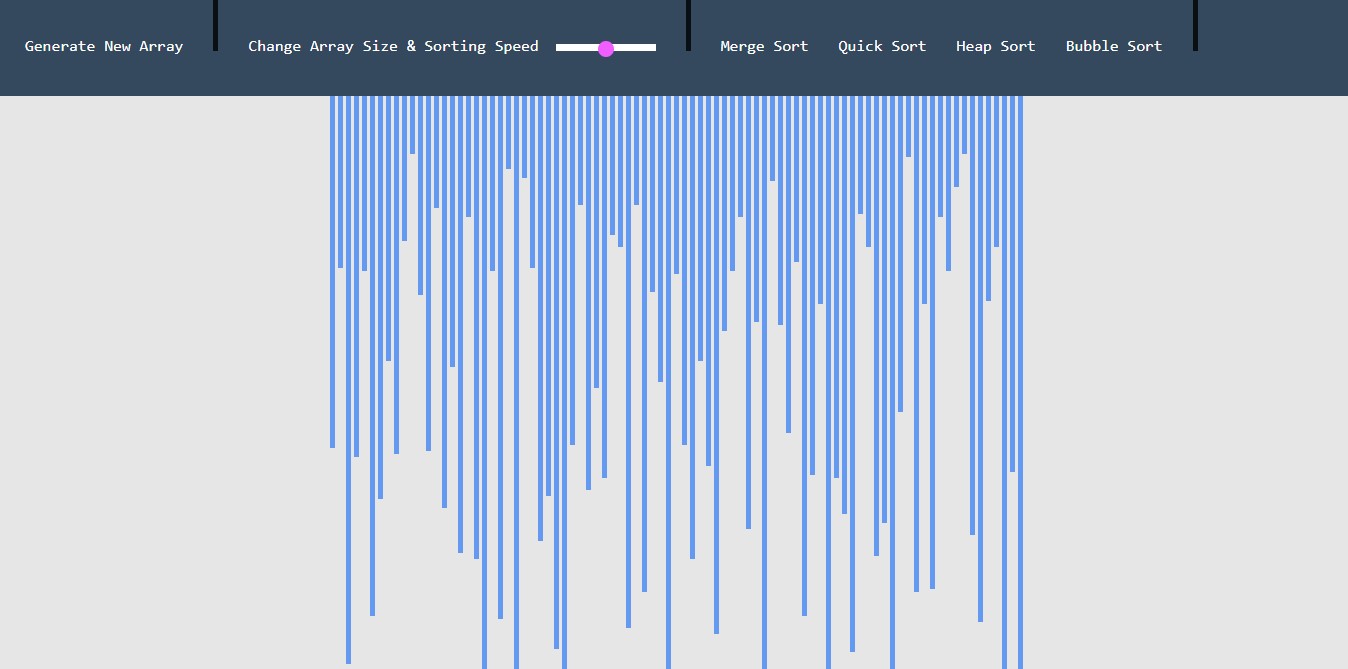 Generate New Array
Change Array Size & Sorting Speed
Merge Sort
Quick Sort
Heap Sort
Bubble Sort